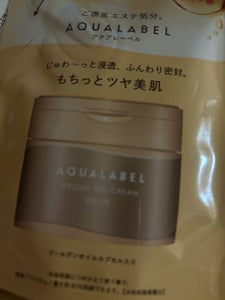 ご褒美エステ気分。
AQUALABEL
アクアレーベル
じゅわ〜っと浸透、ふんわり密封。
もちっとツヤ美肌
AQUALABEL
SPECIAL GEL CREAM
ゴールデンオイルカプセル入り